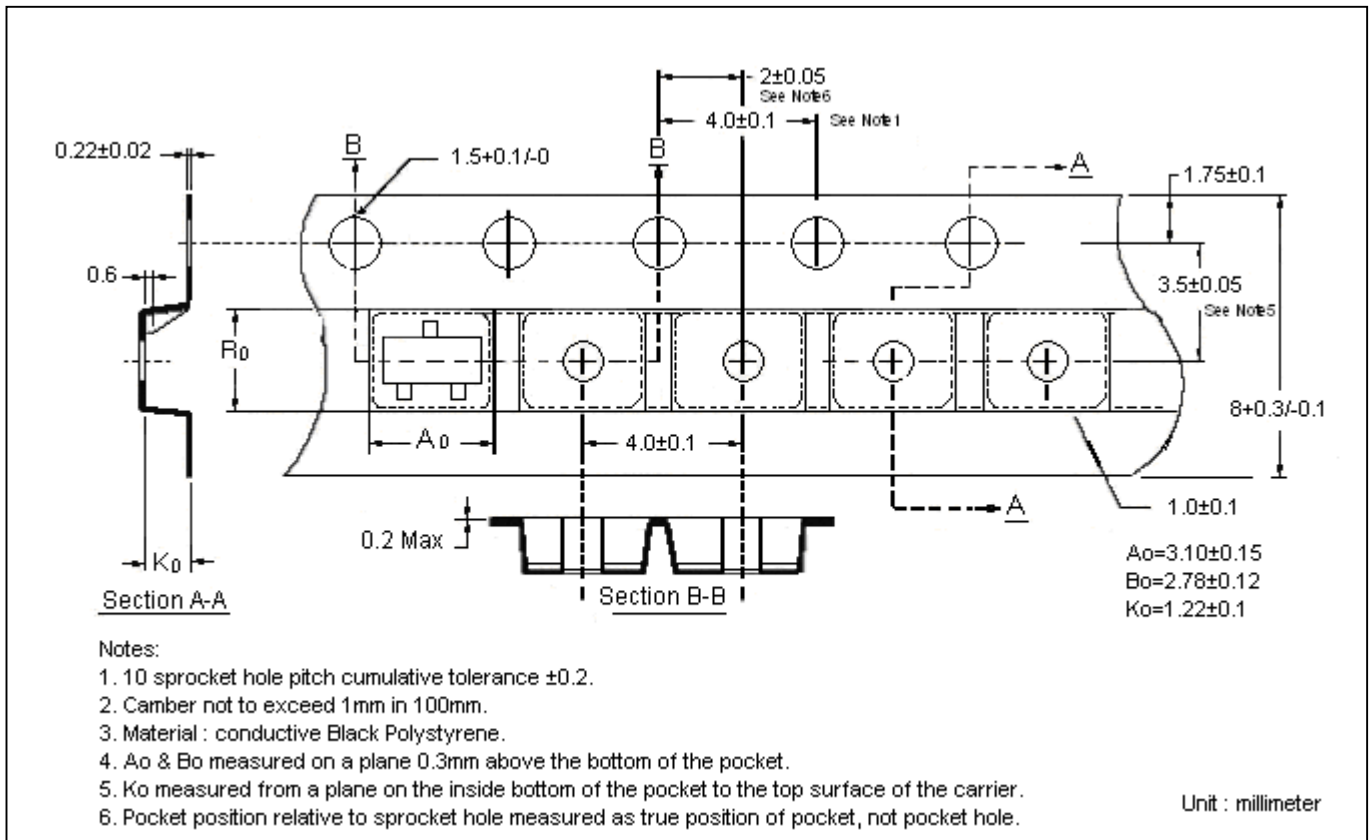 2±0.05
See Note6
4.0±0.1
See Note1
0.22±0.02
B
1.5+0.1/-0
B
A
1.75±0.1
0.6
3.5±0.05
See Note5
R0
8+0.3/-0.1
A0
4.0±0.1
A
1.0±0.1
0.2 Max
K0
Section A-A
Section B-B
Ao=3.10±0.15
Bo=2.78±0.12
Ko=1.22±0.1
Notes:
1. 10 sprocket hole pitch cumulative tolerance ±0.2.
2. Camber not to exceed 1mm in 100mm.
3. Material : conductive Black Polystyrene.
4. Ao & Bo measured on a plane 0.3mm above the bottom of the pocket.
5. Ko measured from a plane on the inside bottom of the pocket to the top surface of the carrier.
6. Pocket position relative to sprocket hole measured as true position of pocket, not pocket hole.
Unit : millimeter